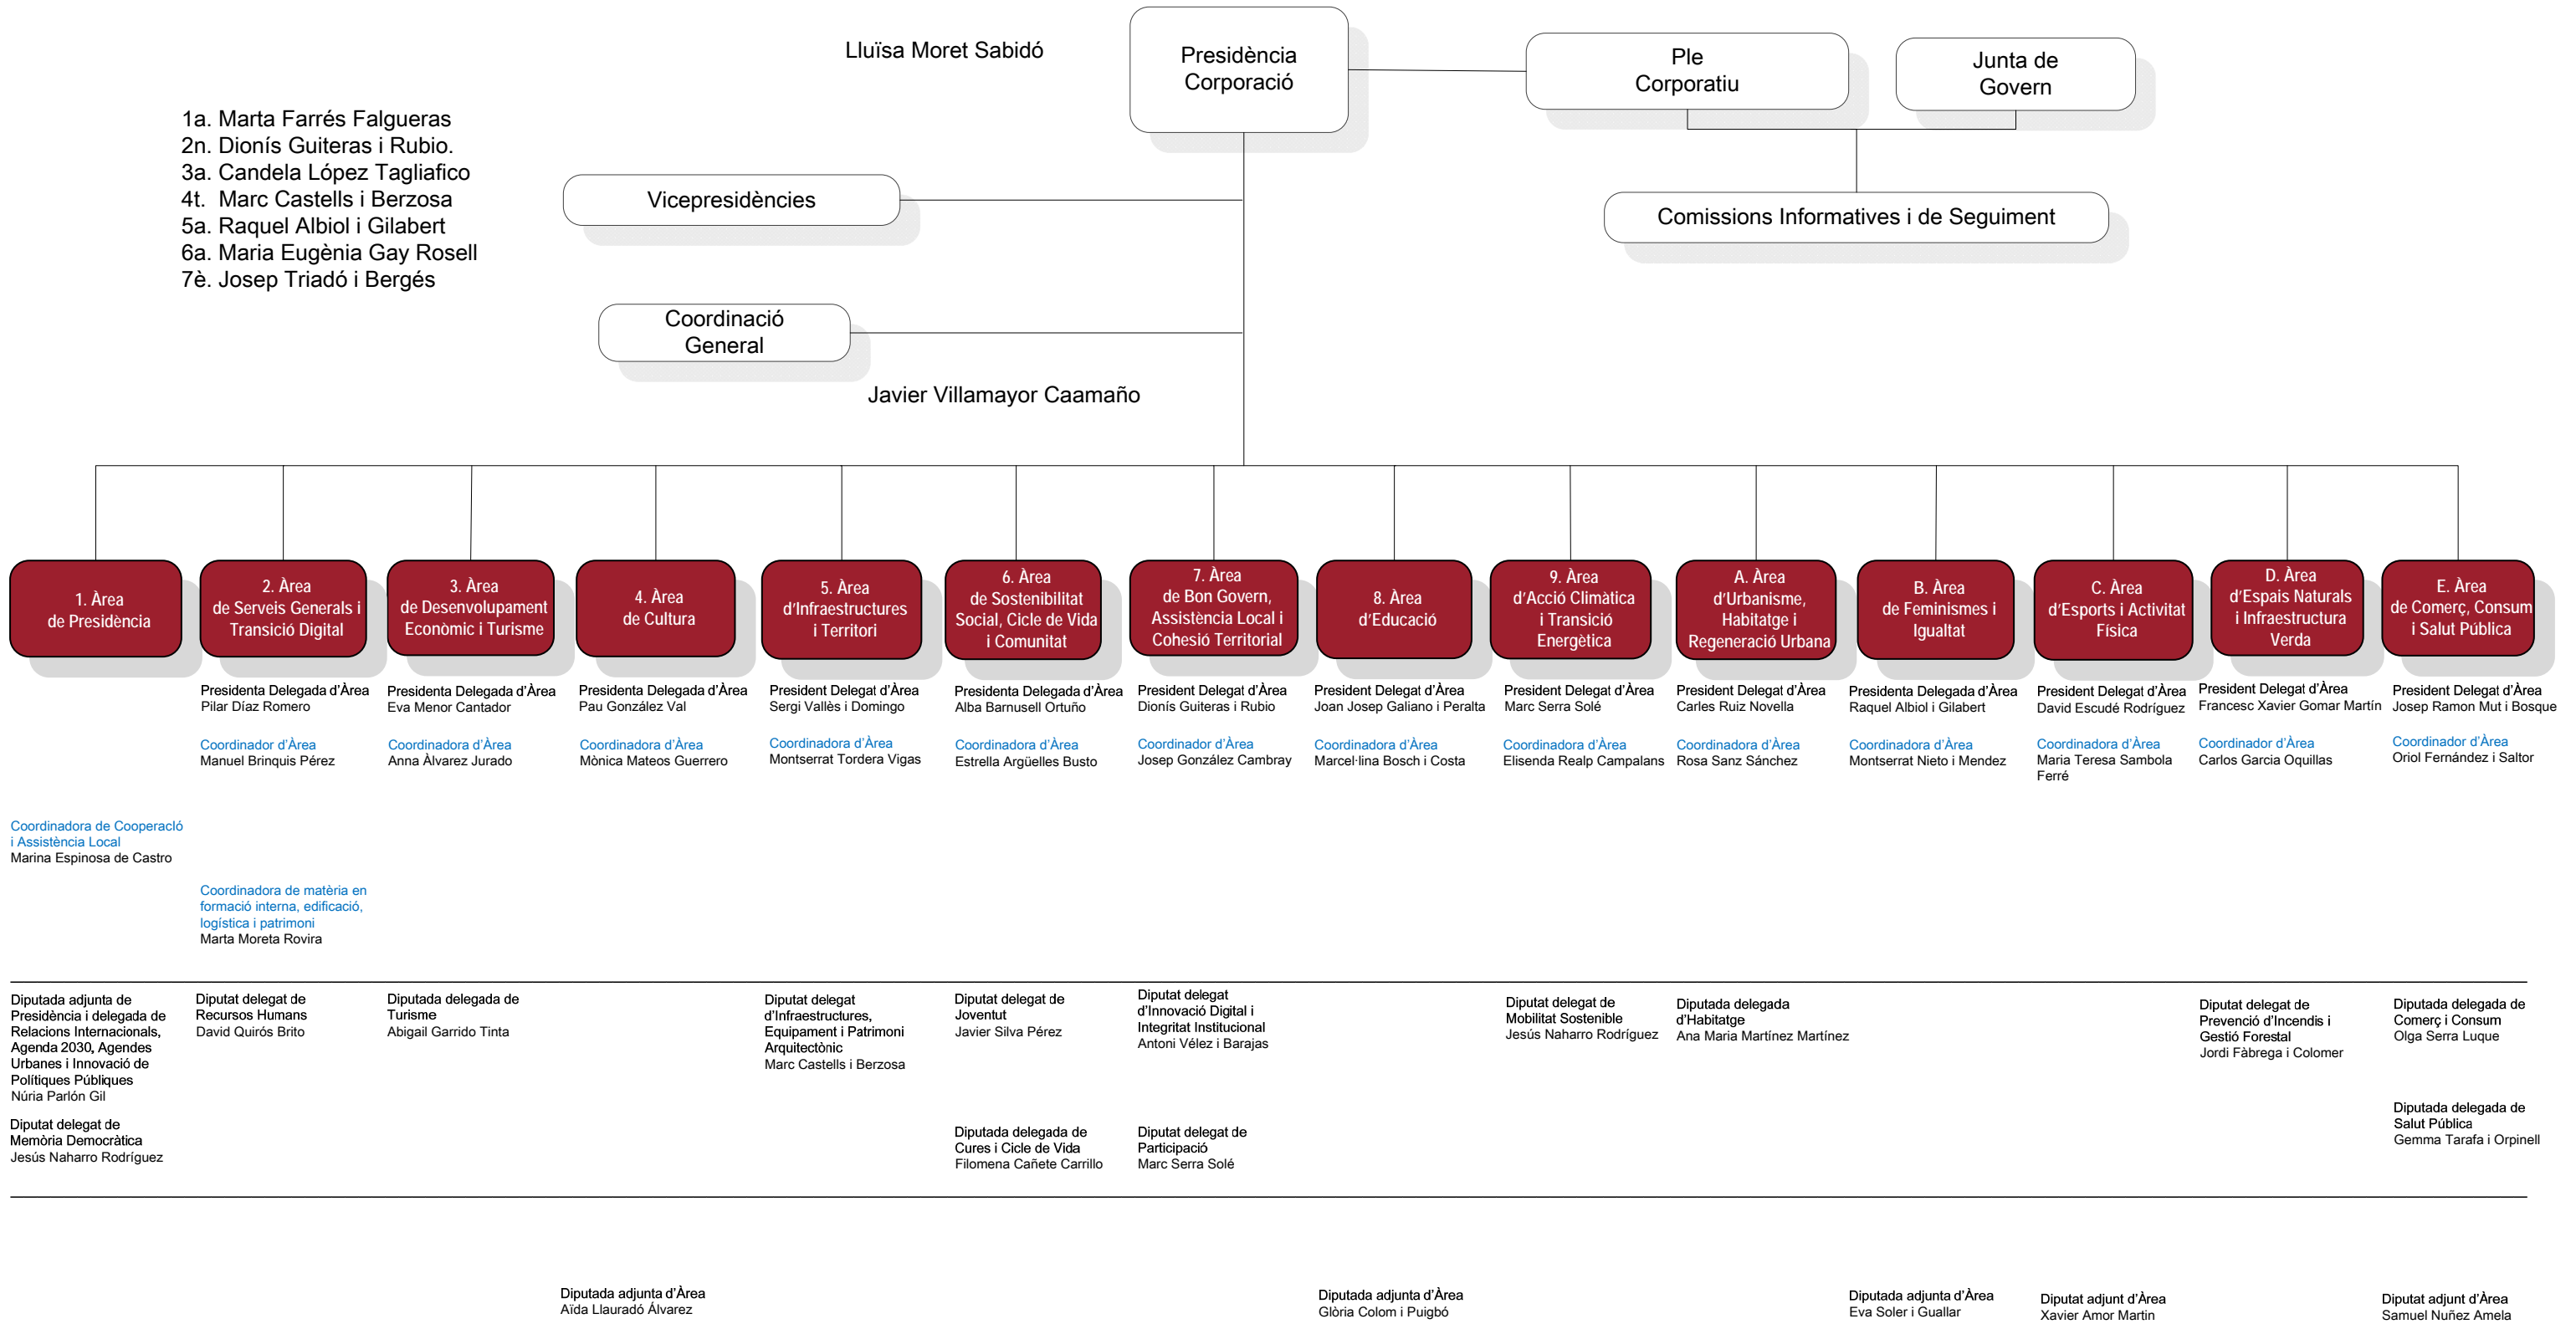 Lluïsa Moret Sabidó
Presidència
Corporació
Ple
Corporatiu
Junta de
Govern
1a. Marta Farrés Falgueras
2n. Dionís Guiteras i Rubio.
3a. Candela López Tagliafico
4t. Marc Castells i Berzosa
5a. Raquel Albiol i Gilabert
6a. Maria Eugènia Gay Rosell
7è. Josep Triadó i Bergés
Vicepresidències
Comissions Informatives i de Seguiment
Coordinació
General
Javier Villamayor Caamaño
1. Àrea
de Presidència
2. Àrea
de Serveis Generals i
Transició Digital
3. Àrea
de Desenvolupament
Econòmic i Turisme
4. Àrea
de Cultura
5. Àrea
d'Infraestructures
i Territori
6. Àrea
de Sostenibilitat
Social, Cicle de Vida
i Comunitat
7. Àrea
de Bon Govern,
Assistència Local i
Cohesió Territorial
8. Àrea
d'Educació
9. Àrea
d'Acció Climàtica
i Transició
Energètica
A. Àrea
d'Urbanisme,
Habitatge i
Regeneració Urbana
B. Àrea
de Feminismes i
Igualtat
C. Àrea
d'Esports i Activitat
Física
D. Àrea
d'Espais Naturals
i Infraestructura
Verda
E. Àrea
de Comerç, Consum
i Salut Pública
Presidenta Delegada d'Àrea
Pilar Díaz Romero
Presidenta Delegada d'Àrea
Eva Menor Cantador
Presidenta Delegada d'Àrea
Pau González Val
President Delegat d'Àrea
Sergi Vallès i Domingo
Presidenta Delegada d'Àrea
Alba Barnusell Ortuño
President Delegat d'Àrea
Dionís Guiteras i Rubio
President Delegat d'Àrea
Joan Josep Galiano i Peralta
President Delegat d'Àrea
Marc Serra Solé
President Delegat d'Àrea
Carles Ruiz Novella
Presidenta Delegada d'Àrea
Raquel Albiol i Gilabert
President Delegat d'Àrea
David Escudé Rodríguez
President Delegat d'Àrea
Francesc Xavier Gomar Martín
President Delegat d'Àrea
Josep Ramon Mut i Bosque
Coordinador d'Àrea
Manuel Brinquis Pérez
Coordinadora d'Àrea
Anna Àlvarez Jurado
Coordinadora d'Àrea
Mònica Mateos Guerrero
Coordinadora d'Àrea
Montserrat Tordera Vigas
Coordinadora d'Àrea
Estrella Argüelles Busto
Coordinador d'Àrea
Josep González Cambray
Coordinadora d'Àrea
Marcel·lina Bosch i Costa
Coordinadora d'Àrea
Elisenda Realp Campalans
Coordinadora d'Àrea
Rosa Sanz Sánchez
Coordinadora d'Àrea
Montserrat Nieto i Mendez
Coordinadora d'Àrea
Maria Teresa Sambola
Ferré
Coordinador d'Àrea
Carlos Garcia Oquillas
Coordinador d'Àrea
Oriol Fernández i Saltor
Coordinadora de Cooperacló
i Assistència Local
Marina Espinosa de Castro
Coordinadora de matèria en
formació interna, edificació,
logística i patrimoni
Marta Moreta Rovira
Diputada adjunta de
Presidència i delegada de
Relacions Internacionals,
Agenda 2030, Agendes
Urbanes i Innovació de
Polítiques Públiques
Núria Parlón Gil
Diputat delegat de
Recursos Humans
David Quirós Brito
Diputada delegada de
Turisme
Abigail Garrido Tinta
Diputat delegat
d'Infraestructures,
Equipament i Patrimoni
Arquitectònic
Marc Castells i Berzosa
Diputat delegat de
Joventut
Javier Silva Pérez
Diputat delegat
d'Innovació Digital i
Integritat Institucional
Antoni Vélez i Barajas
Diputat delegat de
Mobilitat Sostenible
Jesús Naharro Rodríguez
Diputada delegada
d'Habitatge
Ana Maria Martínez Martínez
Diputat delegat de
Prevenció d'Incendis i
Gestió Forestal
Jordi Fàbrega i Colomer
Diputada delegada de
Comerç i Consum
Olga Serra Luque
Diputat delegat de
Memòria Democràtica
Jesús Naharro Rodríguez
Diputada delegada de
Cures i Cicle de Vida
Filomena Cañete Carrillo
Diputat delegat de
Participació
Marc Serra Solé
Diputada delegada de
Salut Pública
Gemma Tarafa i Orpinell
Diputada adjunta d'Àrea
Aïda Llauradó Álvarez
Diputada adjunta d'Àrea
Glòria Colom i Puigbó
Diputada adjunta d'Àrea
Eva Soler i Guallar
Diputat adjunt d'Àrea
Xavier Amor Martin
Diputat adjunt d'Àrea
Samuel Nuñez Amela